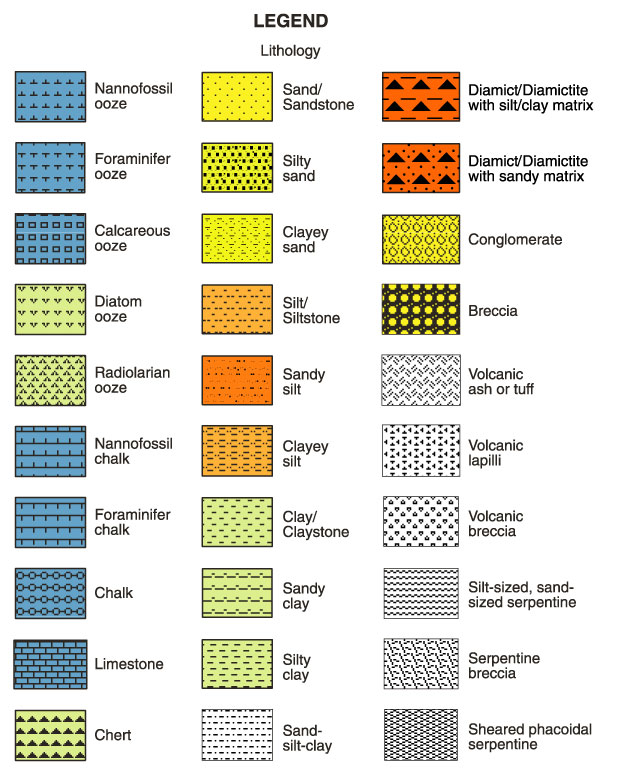 LEGEND
Lithology
Nannofossil
ooze
Foraminifer
ooze
Calcareous
ooze
Diatom
ooze
Radiolarian
ooze
Nannofossil
chalk
Foraminifer
chalk
Chalk
Limestone
Chert
Sand/
Sandstone
Silty
sand
Clayey
sand
Silt/
Siltstone
Sandy
silt
Clayey
silt
Clay/
Claystone
Sandy
clay
Silty
clay
Sand-
silt-clay
Diamict/Diamictite
with silt/clay matrix
Diamict/Diamictite
with sandy matrix
Conglomerate
Breccia
Volcanic
ash or tuff
Volcanic
lapilli
Volcanic
breccia
Silt-sized, sand-
sized serpentine
Serpentine
breccia
Sheared phacoidal
serpentine